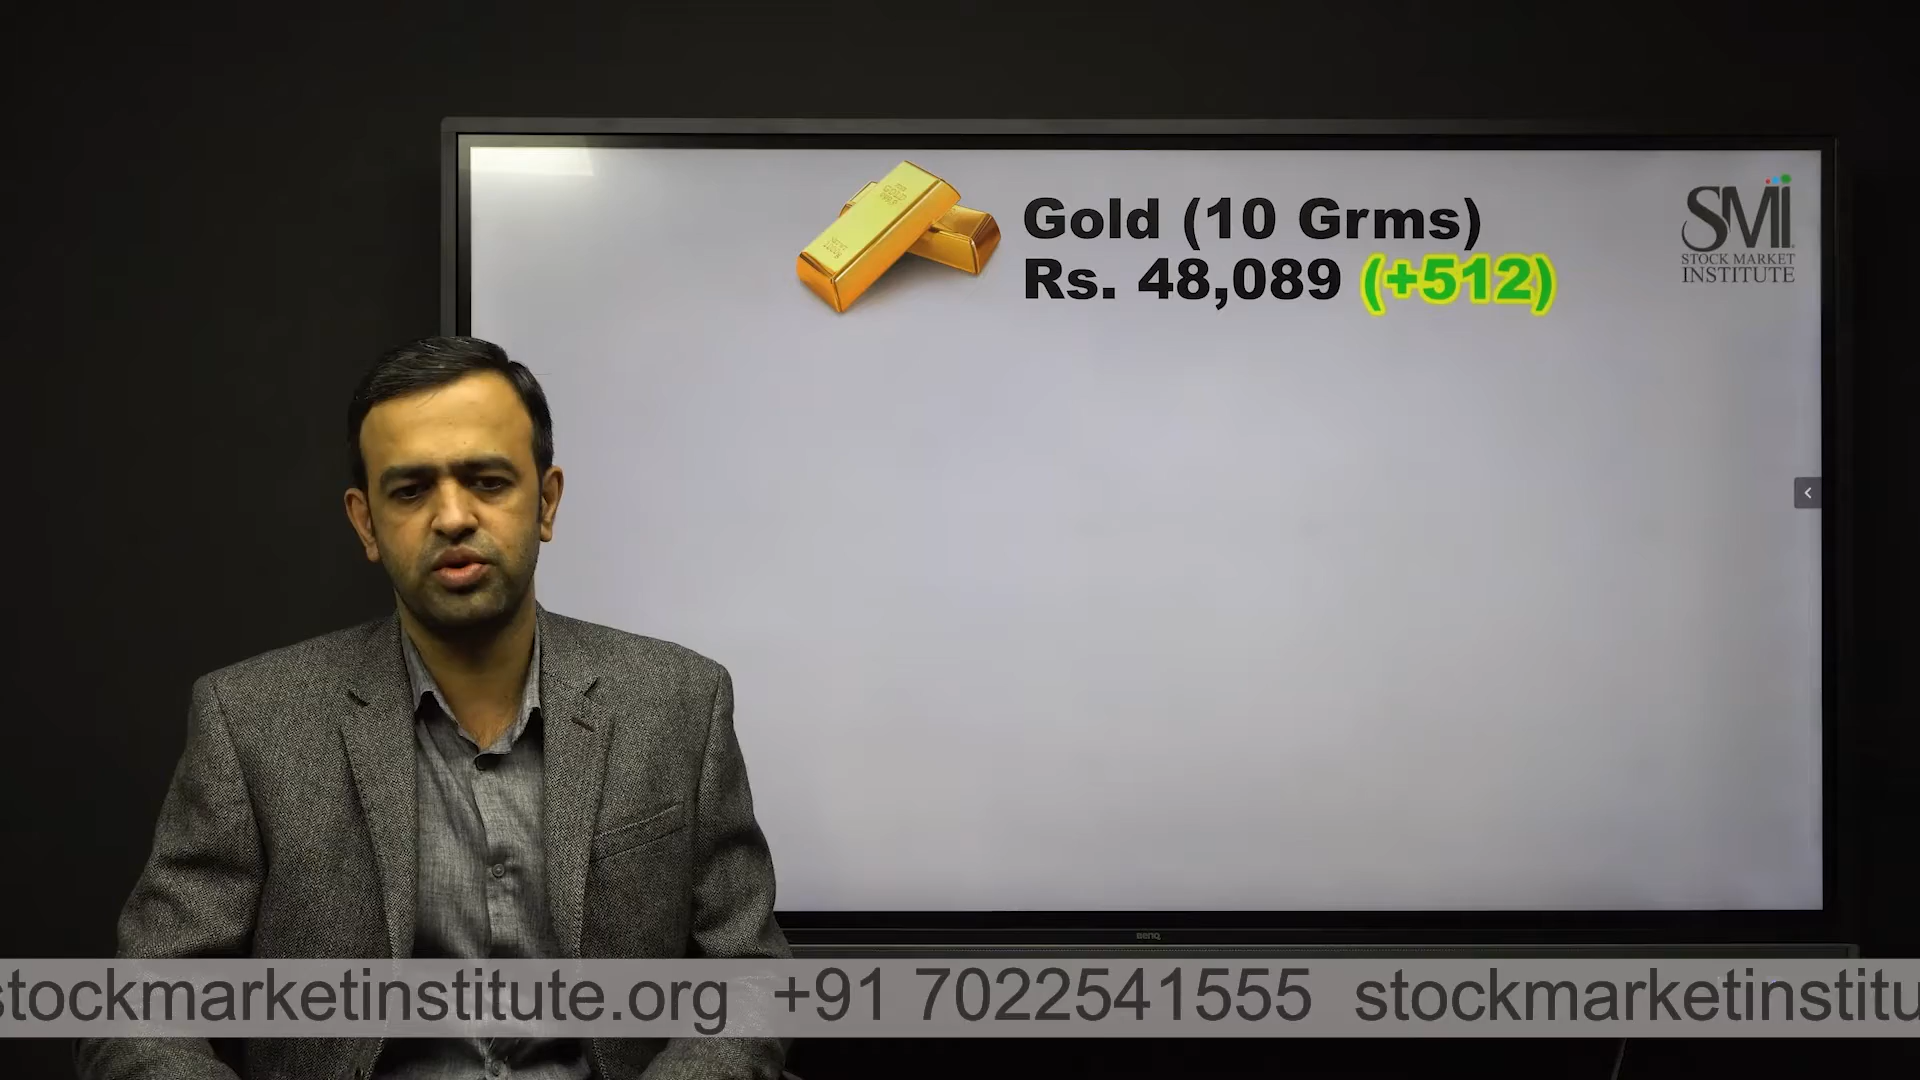 Gold (10 Grms)
Rs. 48,089 (+512)
SMI
STOCK MARKET
INSTITUTE
BenQ
stockmarketinstitute.org +91 7022541555 stockmarketinstitu